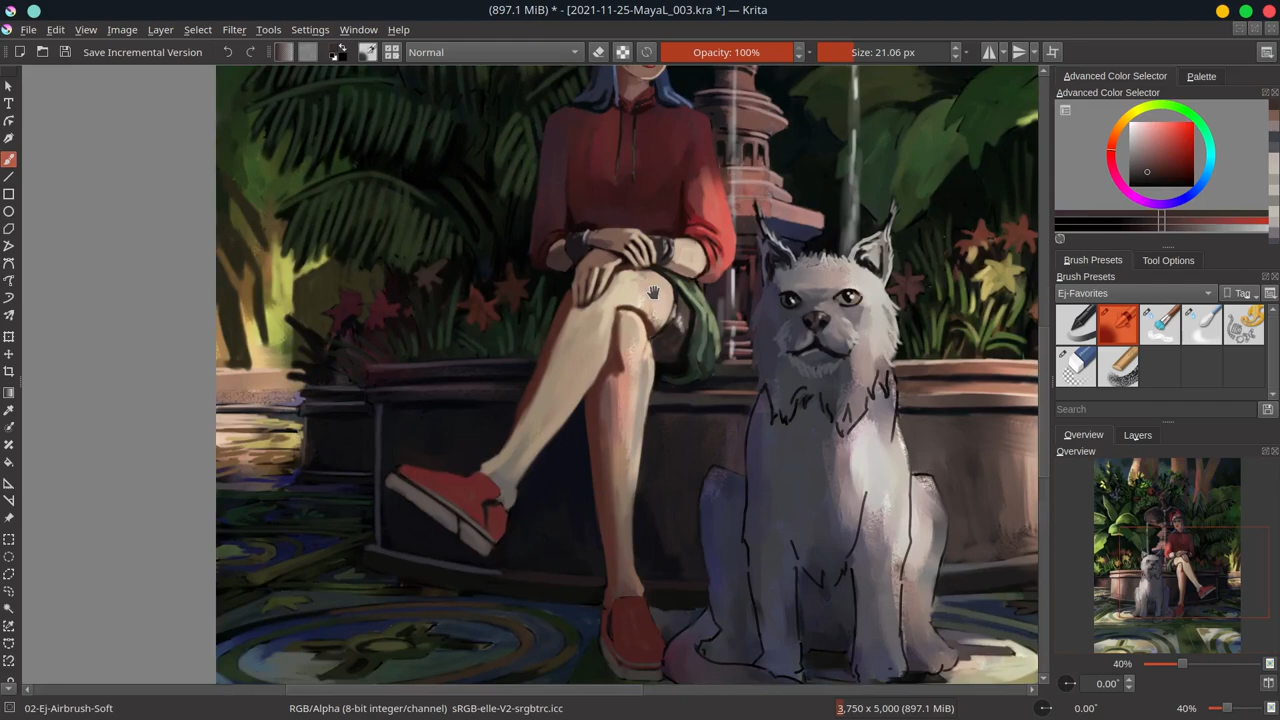 (897.1 MiB) * - [2021-11-25-MayaL_003.kra *] — Krita
File Edit View Image Layer Select Filter Tools Settings Window Help
Save Incremental Version Normal Opacity: 100% Size: 21.06 px
Advanced Color Selector Palette
Advanced Color Selector
Brush Presets Tool Options
Brush Presets
Ej-Favorites Tag
Search
Overview Layers
Overview
40%
0.00°
02-Ej-Airbrush-Soft RGB/Alpha (8-bit integer/channel) sRGB-elle-V2-srgbtrc.icc 3,750 x 5,000 (897.1 MiB) 0.00° 40%